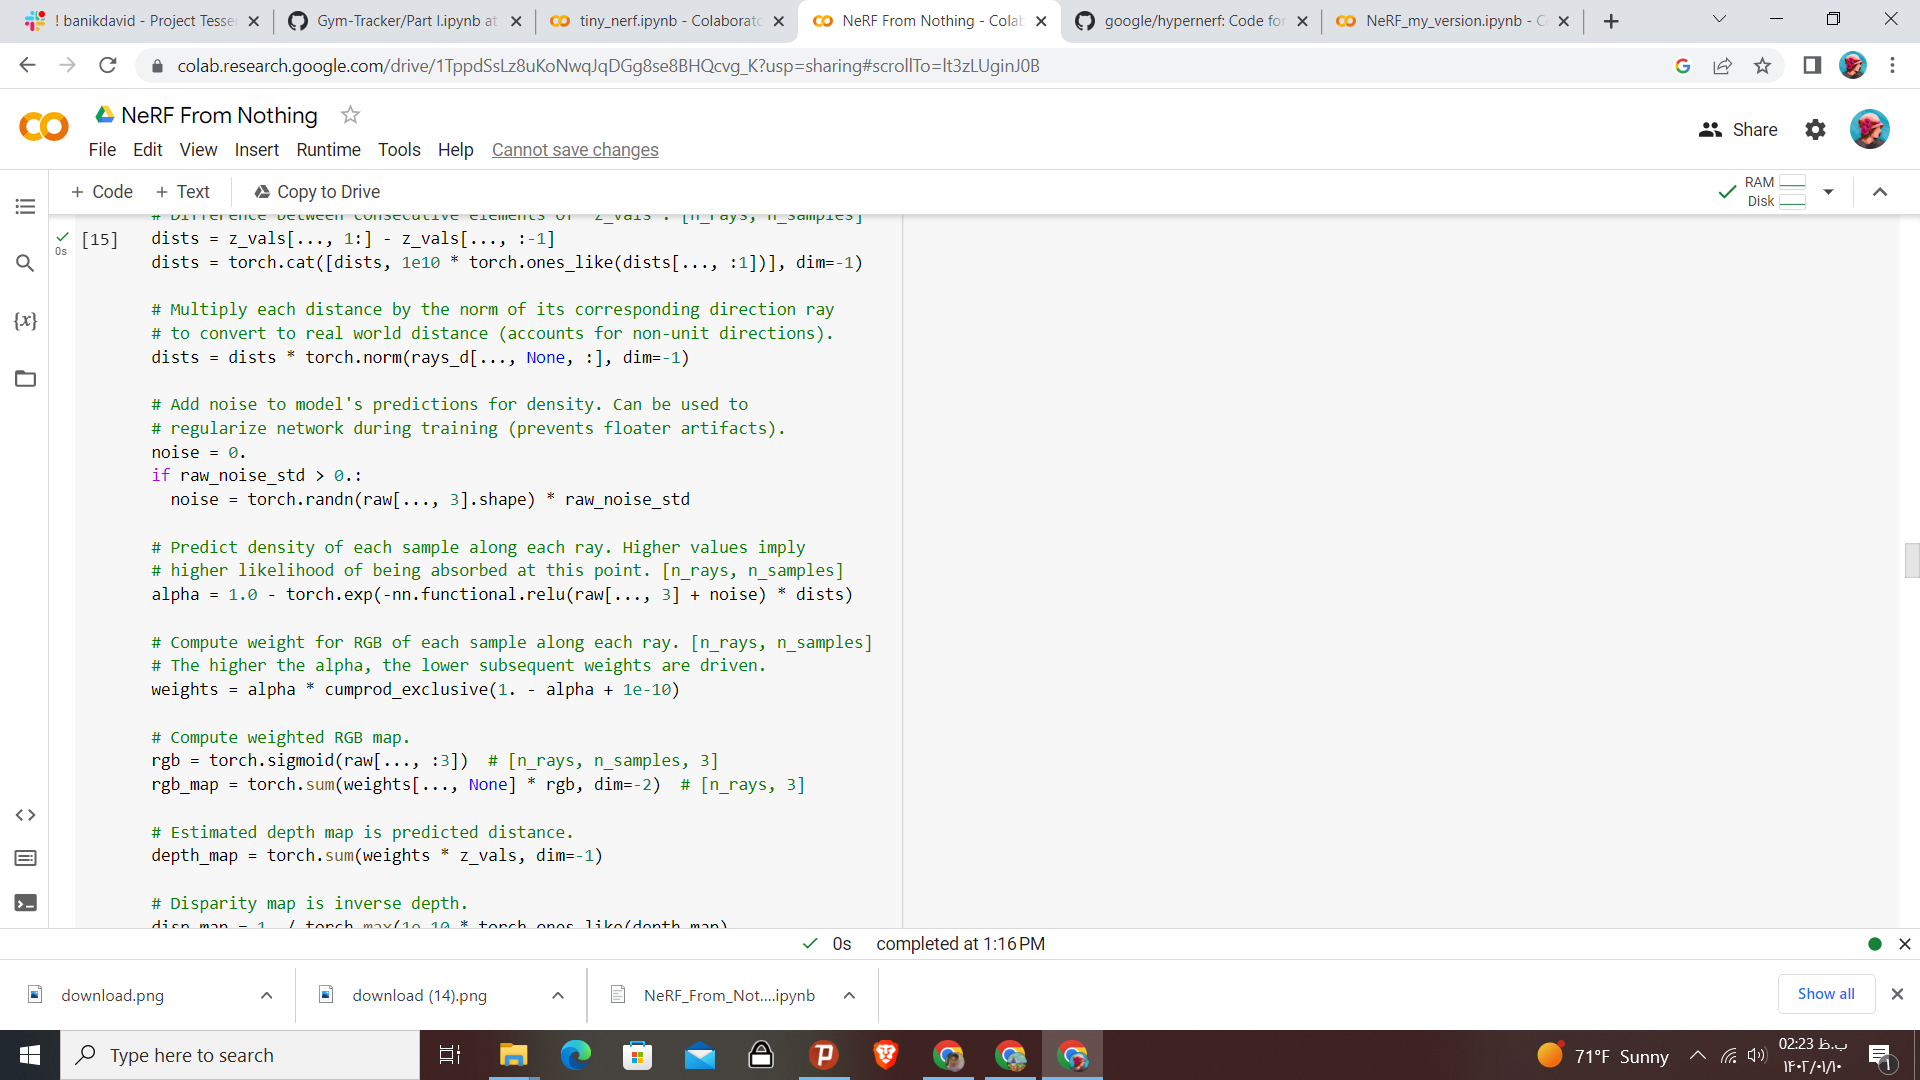 ! banikdavid - Project Tesse
Gym-Tracker/Part I.ipynb at
tiny_nerf.ipynb - Colaborato
NeRF From Nothing - Colab
google/hypernerf: Code for
NeRF_my_version.ipynb - C
colab.research.google.com/drive/1TppdSsLz8uKoNwqJqDGg8se8BHQcvg_K?usp=sharing#scrollTo=lt3zLUginJ0B
NeRF From Nothing
Share
File Edit View Insert Runtime Tools Help Cannot save changes
+ Code + Text Copy to Drive
RAM
Disk
# Difference between consecutive elements of `z_vals`. [n_rays, n_samples]
[15] dists = z_vals[..., 1:] - z_vals[..., :-1]
0s
dists = torch.cat([dists, 1e10 * torch.ones_like(dists[..., :1])], dim=-1)
# Multiply each distance by the norm of its corresponding direction ray
# to convert to real world distance (accounts for non-unit directions).
dists = dists * torch.norm(rays_d[..., None, :], dim=-1)
# Add noise to model's predictions for density. Can be used to
# regularize network during training (prevents floater artifacts).
noise = 0.
if raw_noise_std > 0.:
noise = torch.randn(raw[..., 3].shape) * raw_noise_std
# Predict density of each sample along each ray. Higher values imply
# higher likelihood of being absorbed at this point. [n_rays, n_samples]
alpha = 1.0 - torch.exp(-nn.functional.relu(raw[..., 3] + noise) * dists)
# Compute weight for RGB of each sample along each ray. [n_rays, n_samples]
# The higher the alpha, the lower subsequent weights are driven.
weights = alpha * cumprod_exclusive(1. - alpha + 1e-10)
# Compute weighted RGB map.
rgb = torch.sigmoid(raw[..., :3]) # [n_rays, n_samples, 3]
rgb_map = torch.sum(weights[..., None] * rgb, dim=-2) # [n_rays, 3]
# Estimated depth map is predicted distance.
depth_map = torch.sum(weights * z_vals, dim=-1)
# Disparity map is inverse depth.
disp_map = 1. / torch.max(1e-10 * torch.ones_like(depth_map),
{x}
0s completed at 1:16 PM
download.png
download (14).png
NeRF_From_Not....ipynb
Show all
Type here to search
71°F Sunny
02:23 ب.ظ
۱۴۰۲/۰۱/۱۰
۱